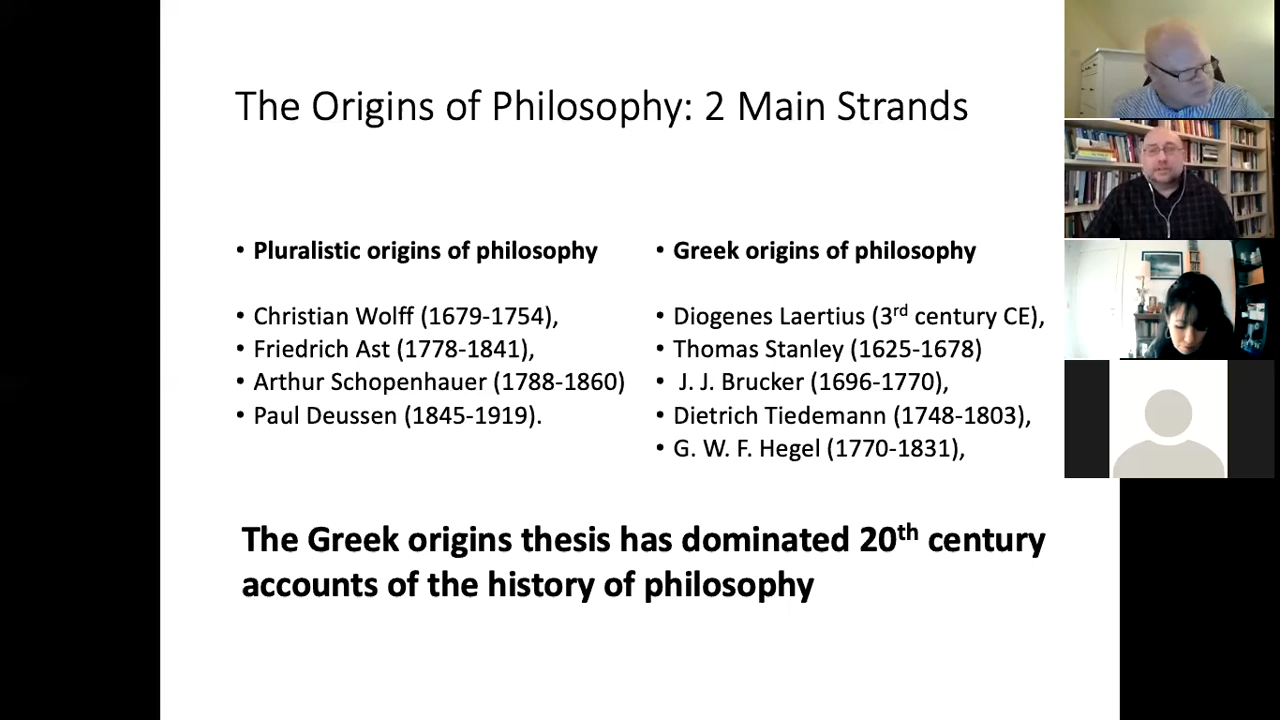 The Origins of Philosophy: 2 Main Strands
• Pluralistic origins of philosophy
• Christian Wolff (1679-1754),
• Friedrich Ast (1778-1841),
• Arthur Schopenhauer (1788-1860)
• Paul Deussen (1845-1919).
• Greek origins of philosophy
• Diogenes Laertius (3rd century CE),
• Thomas Stanley (1625-1678)
• J. J. Brucker (1696-1770),
• Dietrich Tiedemann (1748-1803),
• G. W. F. Hegel (1770-1831),
The Greek origins thesis has dominated 20th century
accounts of the history of philosophy